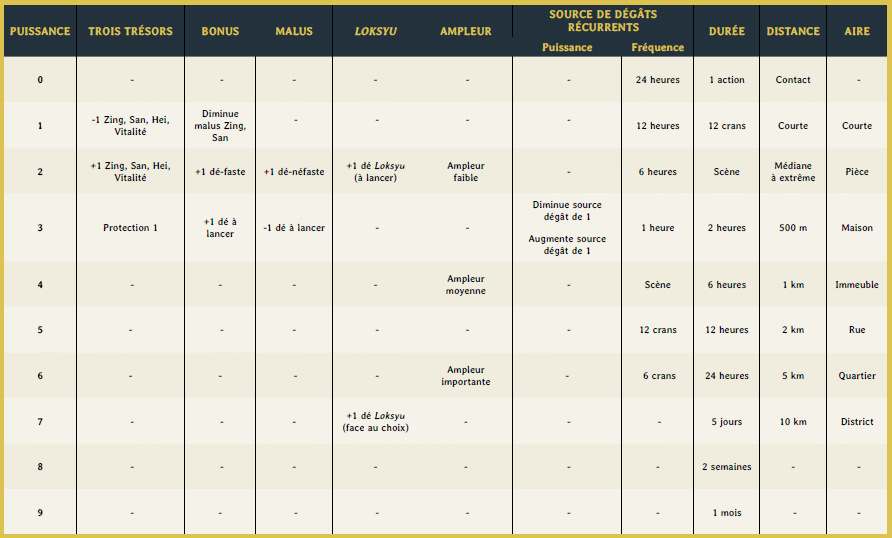 PUISSANCE TROIS TRÉSORS BONUS MALUS LOKSYU AMPLEUR SOURCE DE DÉGÂTS RÉCURRENTS DURÉE DISTANCE AIRE
Puissance Fréquence
0 - - - - - - 24 heures 1 action Contact -
1 -1 Zing, San, Hei, Vitalité Diminue malus Zing, San - - - - 12 heures 12 crans Courte Courte
2 +1 Zing, San, Hei, Vitalité +1 dé-faste +1 dé-néfaste +1 dé Loksyu (à lancer) Ampleur faible - 6 heures Scène Médiane à extrême Pièce
3 Protection 1 +1 dé à lancer -1 dé à lancer - - Diminue source dégât de 1 Augmente source dégât de 1 1 heure 2 heures 500 m Maison
4 - - - - Ampleur moyenne - Scène 6 heures 1 km Immeuble
5 - - - - - - 12 crans 12 heures 2 km Rue
6 - - - - Ampleur importante - 6 crans 24 heures 5 km Quartier
7 - - - +1 dé Loksyu (face au choix) - - - 5 jours 10 km District
8 - - - - - - - 2 semaines - -
9 - - - - - - - 1 mois - -